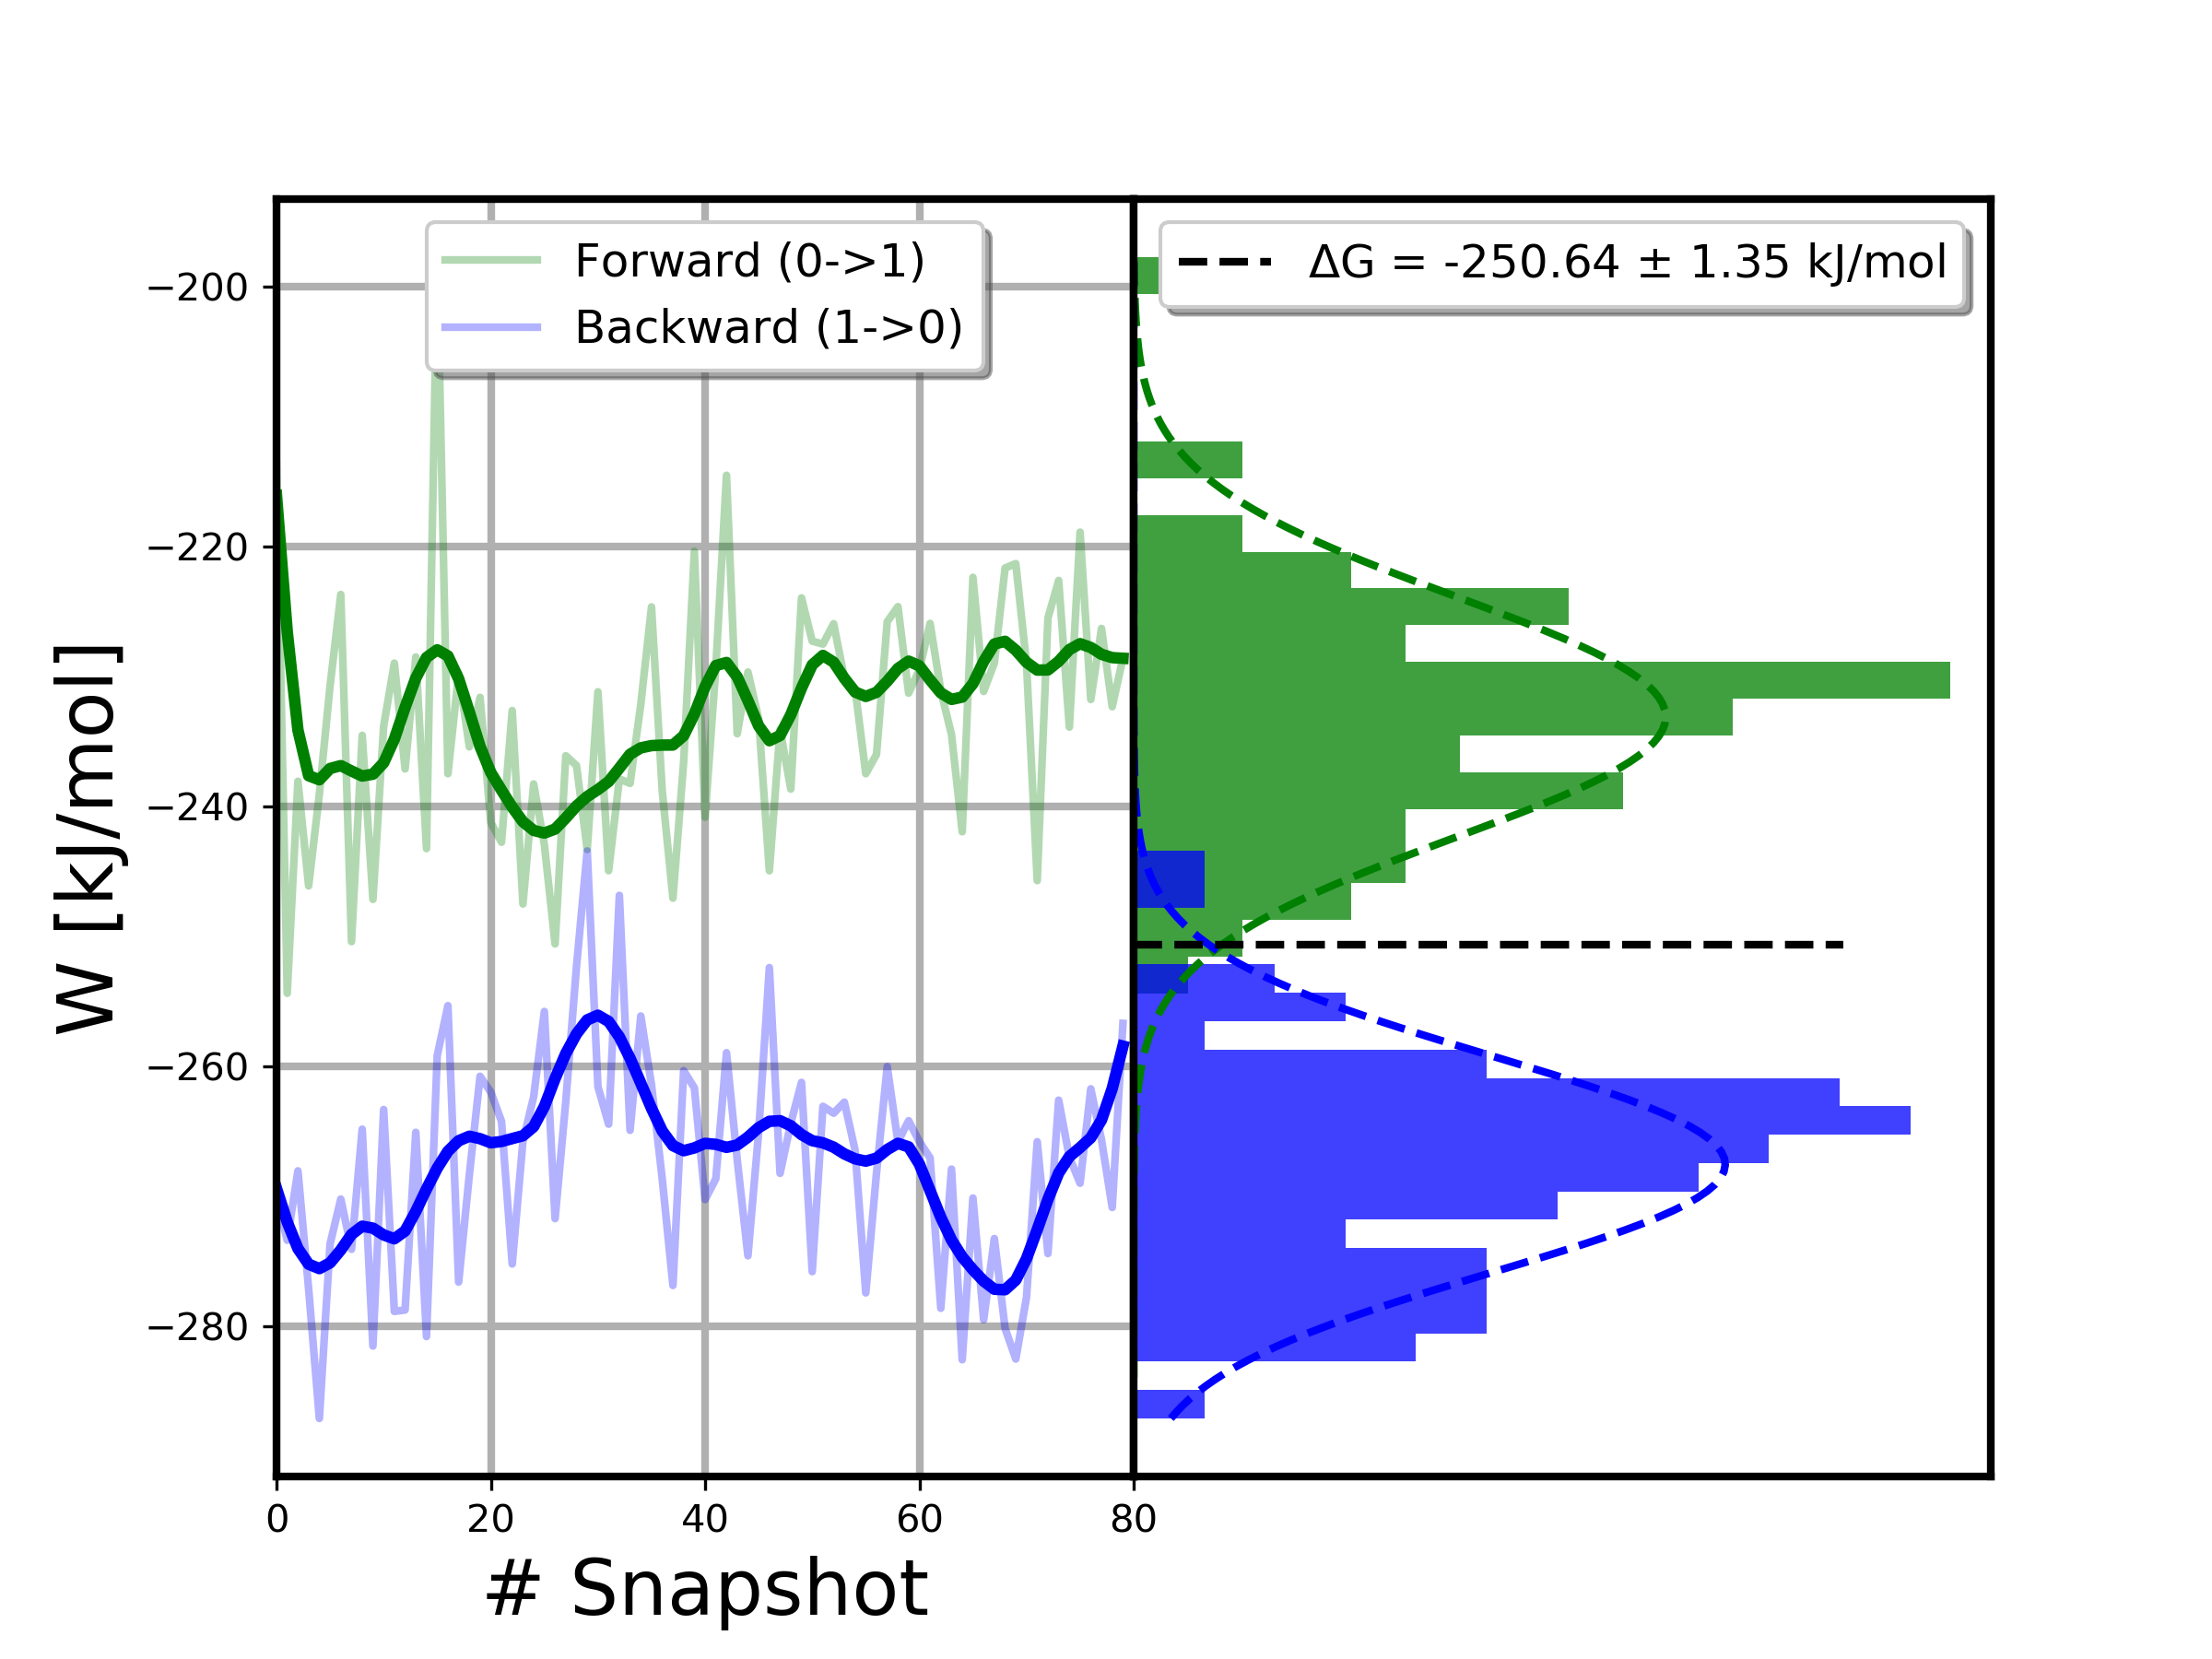 Forward (0->1)
Backward (1->0)
ΔG = -250.64 ± 1.35 kJ/mol
W [kJ/mol]
−200
−220
−240
−260
−280
0 20 40 60 80
# Snapshot